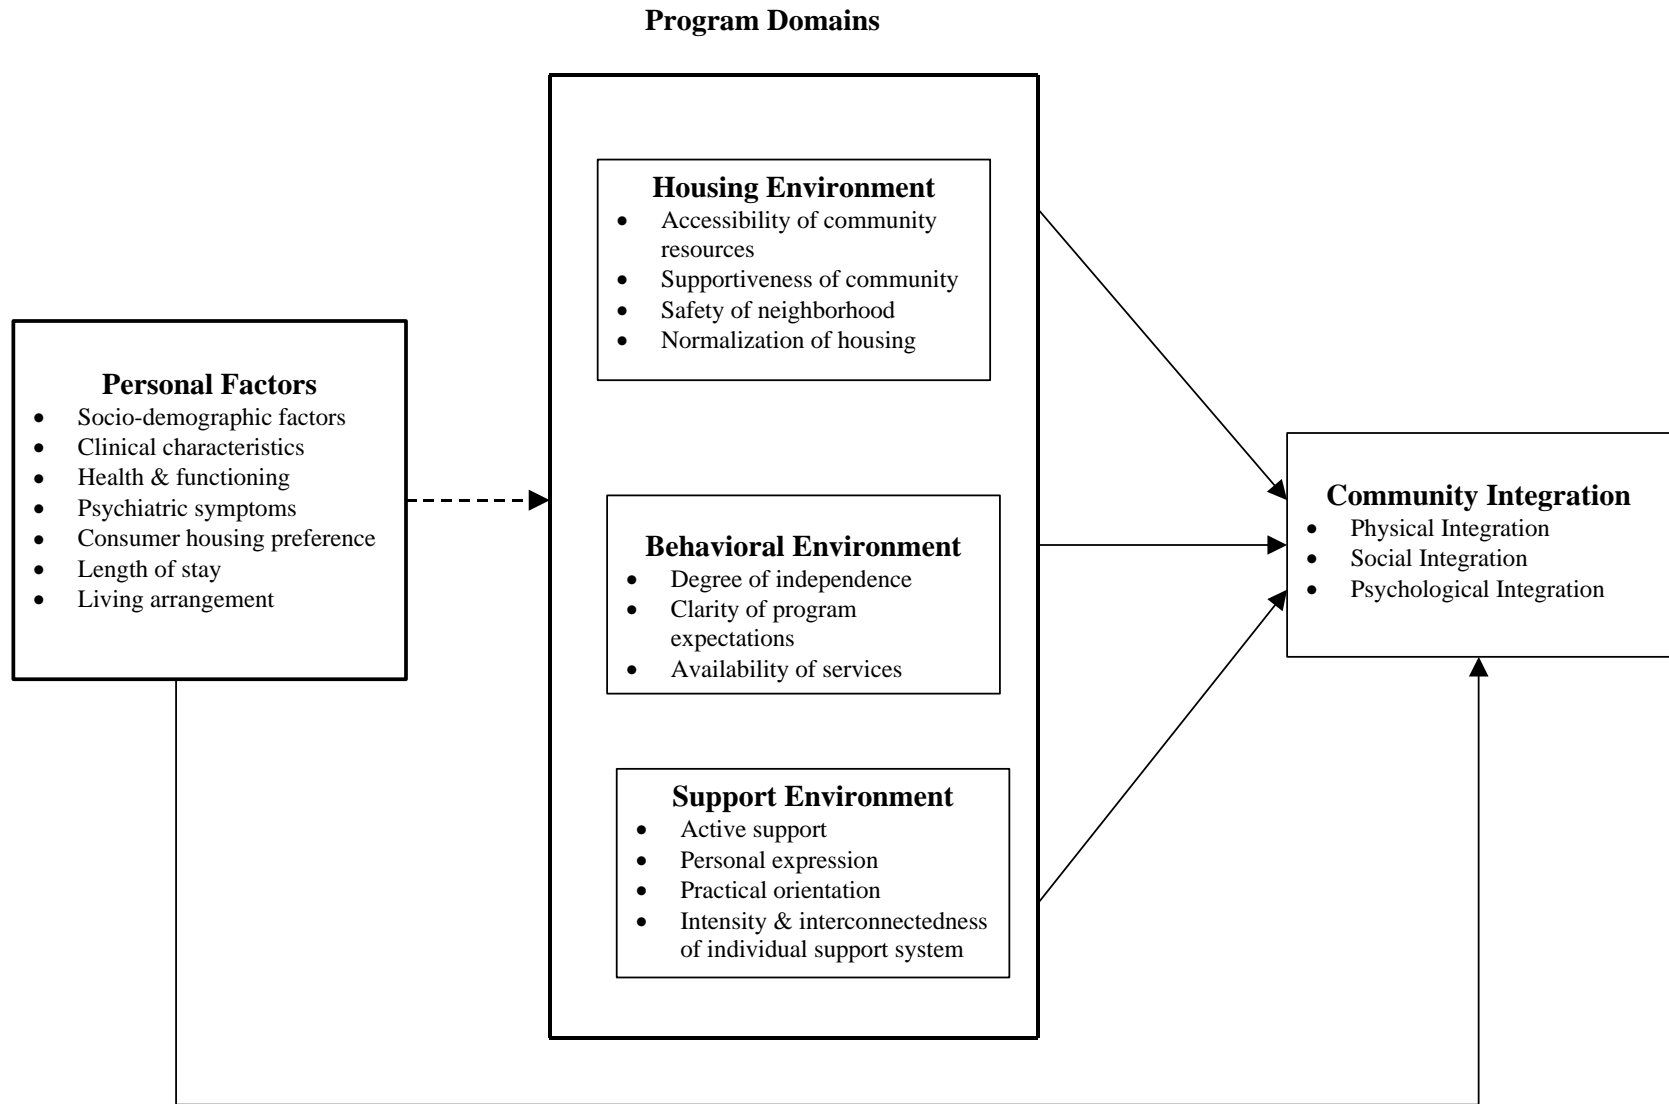 Program Domains
Housing Environment
• Accessibility of community
resources
• Supportiveness of community
• Safety of neighborhood
• Normalization of housing
Personal Factors
• Socio-demographic factors
• Clinical characteristics
• Health & functioning
• Psychiatric symptoms
• Consumer housing preference
• Length of stay
• Living arrangement
Behavioral Environment
• Degree of independence
• Clarity of program
expectations
• Availability of services
Support Environment
• Active support
• Personal expression
• Practical orientation
• Intensity & interconnectedness
of individual support system
Community Integration
• Physical Integration
• Social Integration
• Psychological Integration